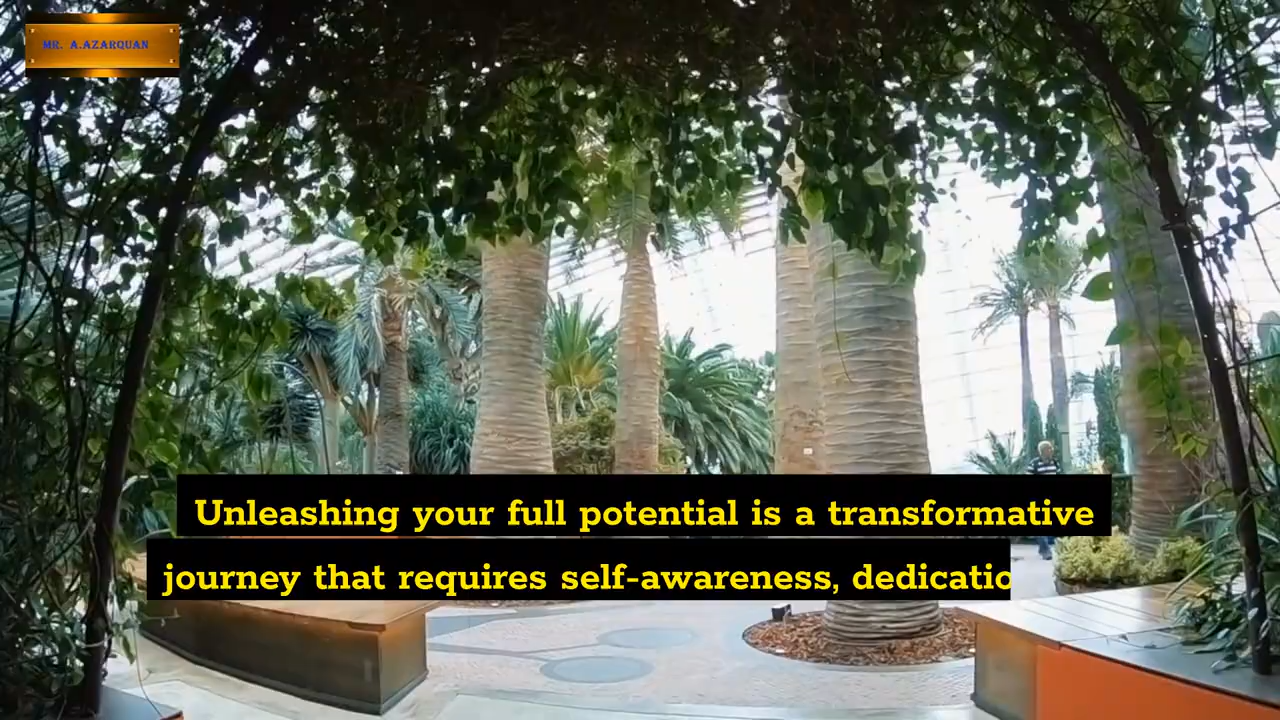 MR. A.AZARQUAN
Unleashing your full potential is a transformative
journey that requires self-awareness, dedicatio